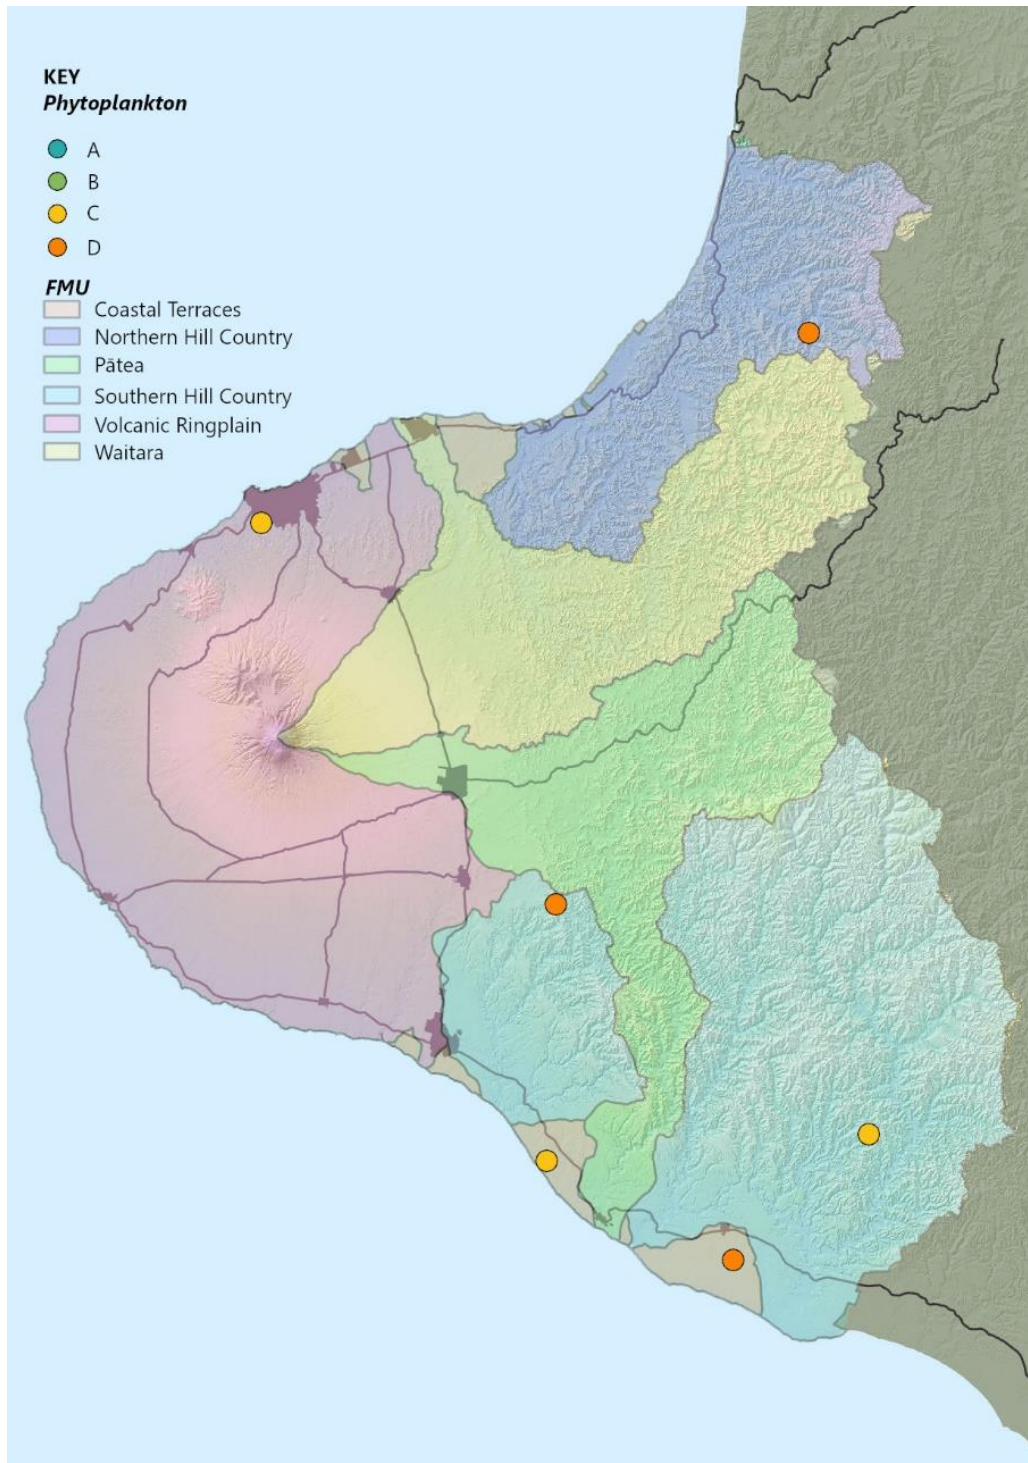 KEY
Phytoplankton
A
B
C
D
FMU
Coastal Terraces
Northern Hill Country
Pātea
Southern Hill Country
Volcanic Ringplain
Waitara